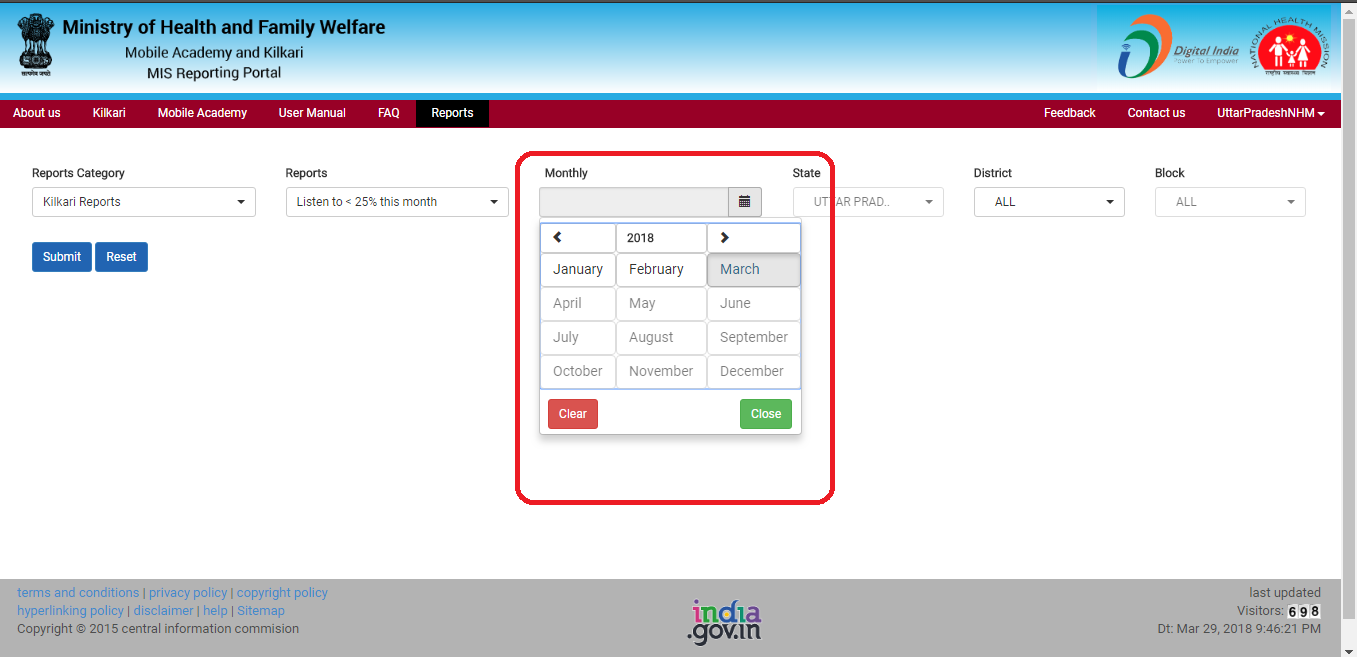 Ministry of Health and Family Welfare
Mobile Academy and Kilkari
MIS Reporting Portal
सत्यमेव जयते
Digital India
Power To Empower
NATIONAL HEALTH MISSION
राष्ट्रीय स्वास्थ्य मिशन
About us Kilkari Mobile Academy User Manual FAQ Reports Feedback Contact us UttarPradeshNHM
Reports Category Reports Monthly State District Block
Kilkari Reports Listen to < 25% this month UTTAR PRAD.. ALL ALL
2018
Submit Reset
January February March
April May June
July August September
October November December
Clear Close
terms and conditions | privacy policy | copyright policy
hyperlinking policy | disclaimer | help | Sitemap
Copyright © 2015 central information commision
india
.gov.in
last updated
Visitors: 698
Dt: Mar 29, 2018 9:46:21 PM